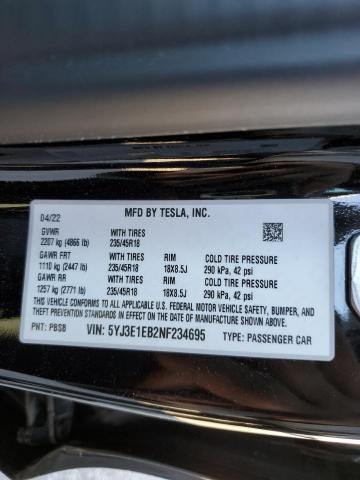 04/22 MFD BY TESLA, INC.
GVWR WITH TIRES
2207 kg (4866 lb) 235/45R18
GAWR FRT WITH TIRES RIM COLD TIRE PRESSURE
1110 kg (2447 lb) 235/45R18 18X8.5J 290 kPa, 42 psi
GAWR RR WITH TIRES RIM COLD TIRE PRESSURE
1257 kg (2771 lb) 235/45R18 18X8.5J 290 kPa, 42 psi
THIS VEHICLE CONFORMS TO ALL APPLICABLE U.S. FEDERAL MOTOR VEHICLE SAFETY, BUMPER, AND
THEFT PREVENTION STANDARDS IN EFFECT ON THE DATE OF MANUFACTURE SHOWN ABOVE.
PNT: PBSB VIN: 5YJ3E1EB2NF234695 TYPE: PASSENGER CAR